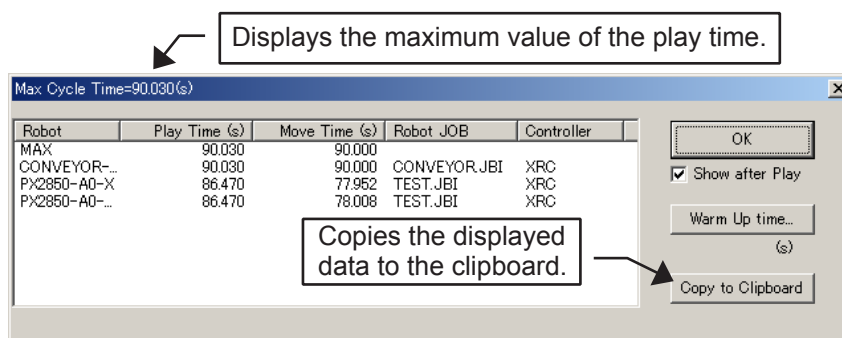 Displays the maximum value of the play time.
Max Cycle Time=90.030(s)
Robot Play Time (s) Move Time (s) Robot JOB Controller
MAX 90.030 90.000
CONVEYOR-... 90.030 90.000 CONVEYOR.JBI XRC
PX2850-A0-X 86.470 77.952 TEST.JBI XRC
PX2850-A0-... 86.470 78.008 TEST.JBI XRC
OK
Show after Play
Warm Up time...
(s)
Copies the displayed
data to the clipboard.
Copy to Clipboard